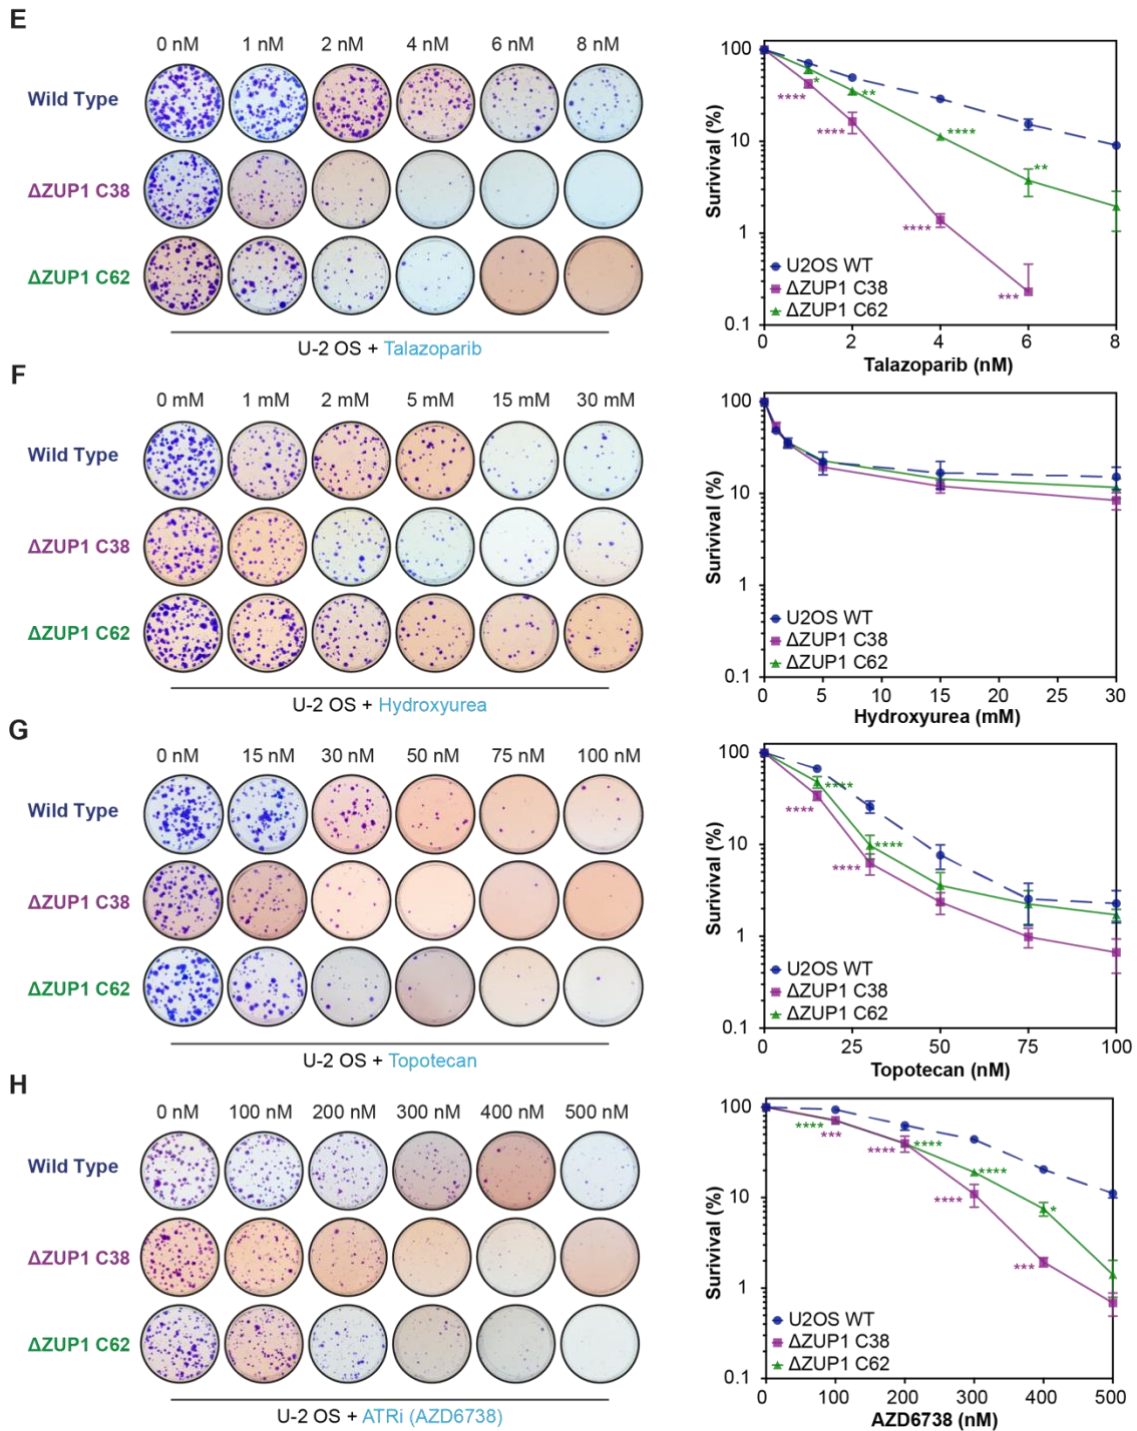 E
0 nM 1 nM 2 nM 4 nM 6 nM 8 nM
Wild Type
ΔZUP1 C38
ΔZUP1 C62
U-2 OS + Talazoparib
Surivival (%)
100
10
1
0.1
**** * ** **** **** **** ** ***
U2OS WT
ΔZUP1 C38
ΔZUP1 C62
0 2 4 6 8
Talazoparib (nM)
F
0 mM 1 mM 2 mM 5 mM 15 mM 30 mM
Wild Type
ΔZUP1 C38
ΔZUP1 C62
U-2 OS + Hydroxyurea
Surivival (%)
100
10
1
0.1
U2OS WT
ΔZUP1 C38
ΔZUP1 C62
0 5 10 15 20 25 30
Hydroxyurea (mM)
G
0 nM 15 nM 30 nM 50 nM 75 nM 100 nM
Wild Type
ΔZUP1 C38
ΔZUP1 C62
U-2 OS + Topotecan
Survival (%)
100
10
1
0.1
**** **** **** ****
U2OS WT
ΔZUP1 C38
ΔZUP1 C62
0 25 50 75 100
Topotecan (nM)
H
0 nM 100 nM 200 nM 300 nM 400 nM 500 nM
Wild Type
ΔZUP1 C38
ΔZUP1 C62
U-2 OS + ATRi (AZD6738)
Surivival (%)
100
10
1
0.1
**** *** **** **** **** **** * ***
U2OS WT
ΔZUP1 C38
ΔZUP1 C62
0 100 200 300 400 500
AZD6738 (nM)